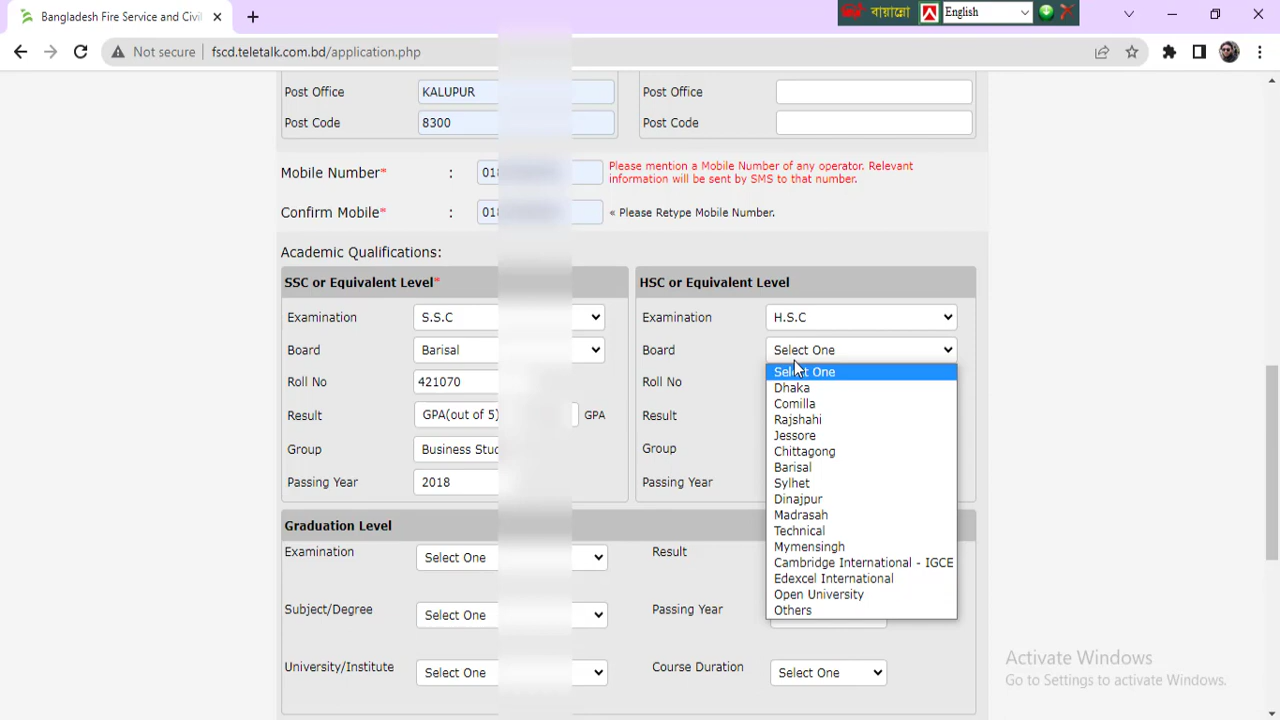 Bangladesh Fire Service and Civi
বায়ান্নো
English
Not secure
fscd.teletalk.com.bd/application.php
Post Office
KALUPUR
Post Office
Post Code
8300
Post Code
Mobile Number*
:
018
Please mention a Mobile Number of any operator. Relevant
information will be sent by SMS to that number.
Confirm Mobile*
:
018
« Please Retype Mobile Number.
Academic Qualifications:
SSC or Equivalent Level*
HSC or Equivalent Level
Examination
S.S.C
Examination
H.S.C
Board
Barisal
Board
Select One
Roll No
421070
Roll No
Select One
Dhaka
Comilla
Result
GPA(out of 5)
GPA
Result
Rajshahi
Jessore
Group
Business Stud
Group
Chittagong
Barisal
Passing Year
2018
Passing Year
Sylhet
Dinajpur
Madrasah
Graduation Level
Technical
Examination
Select One
Result
Mymensingh
Cambridge International - IGCE
Edexcel International
Open University
Subject/Degree
Select One
Passing Year
Others
University/Institute
Select One
Course Duration
Select One
Activate Windows
Go to Settings to activate Windows.